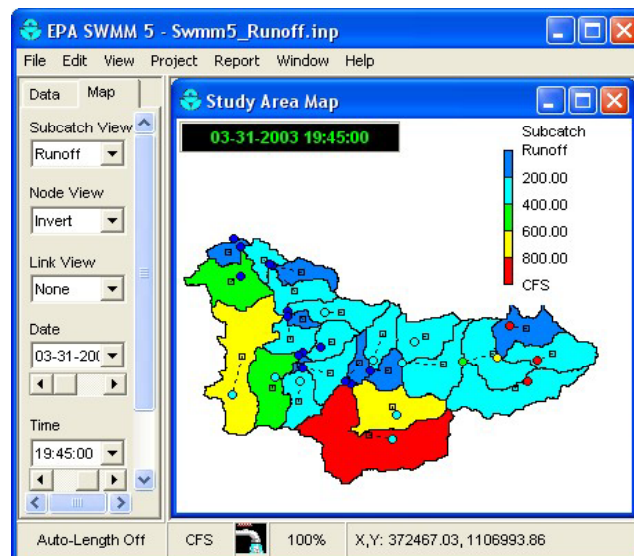 EPA SWMM 5 - Swmm5_Runoff.inp
File Edit View Project Report Window Help
Data Map
Subcatch View
Runoff
Node View
Invert
Link View
None
Date
03-31-200
Time
19:45:00
Study Area Map
03-31-2003 19:45:00
Subcatch
Runoff
200.00
400.00
600.00
800.00
CFS
Auto-Length Off CFS 100% X,Y: 372467.03, 1106993.86